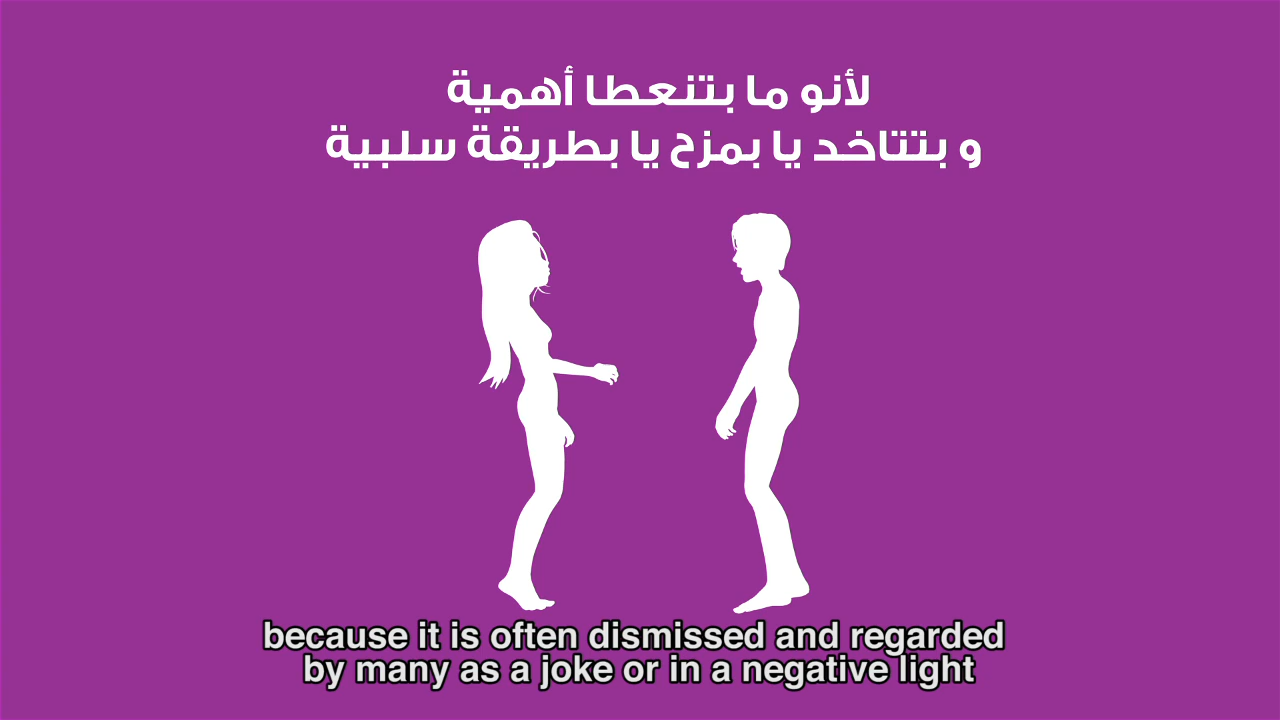 لأنو ما بتنعطا أهمية
و بتتاخد يا بمزح يا بطريقة سلبية
because it is often dismissed and regarded
by many as a joke or in a negative light